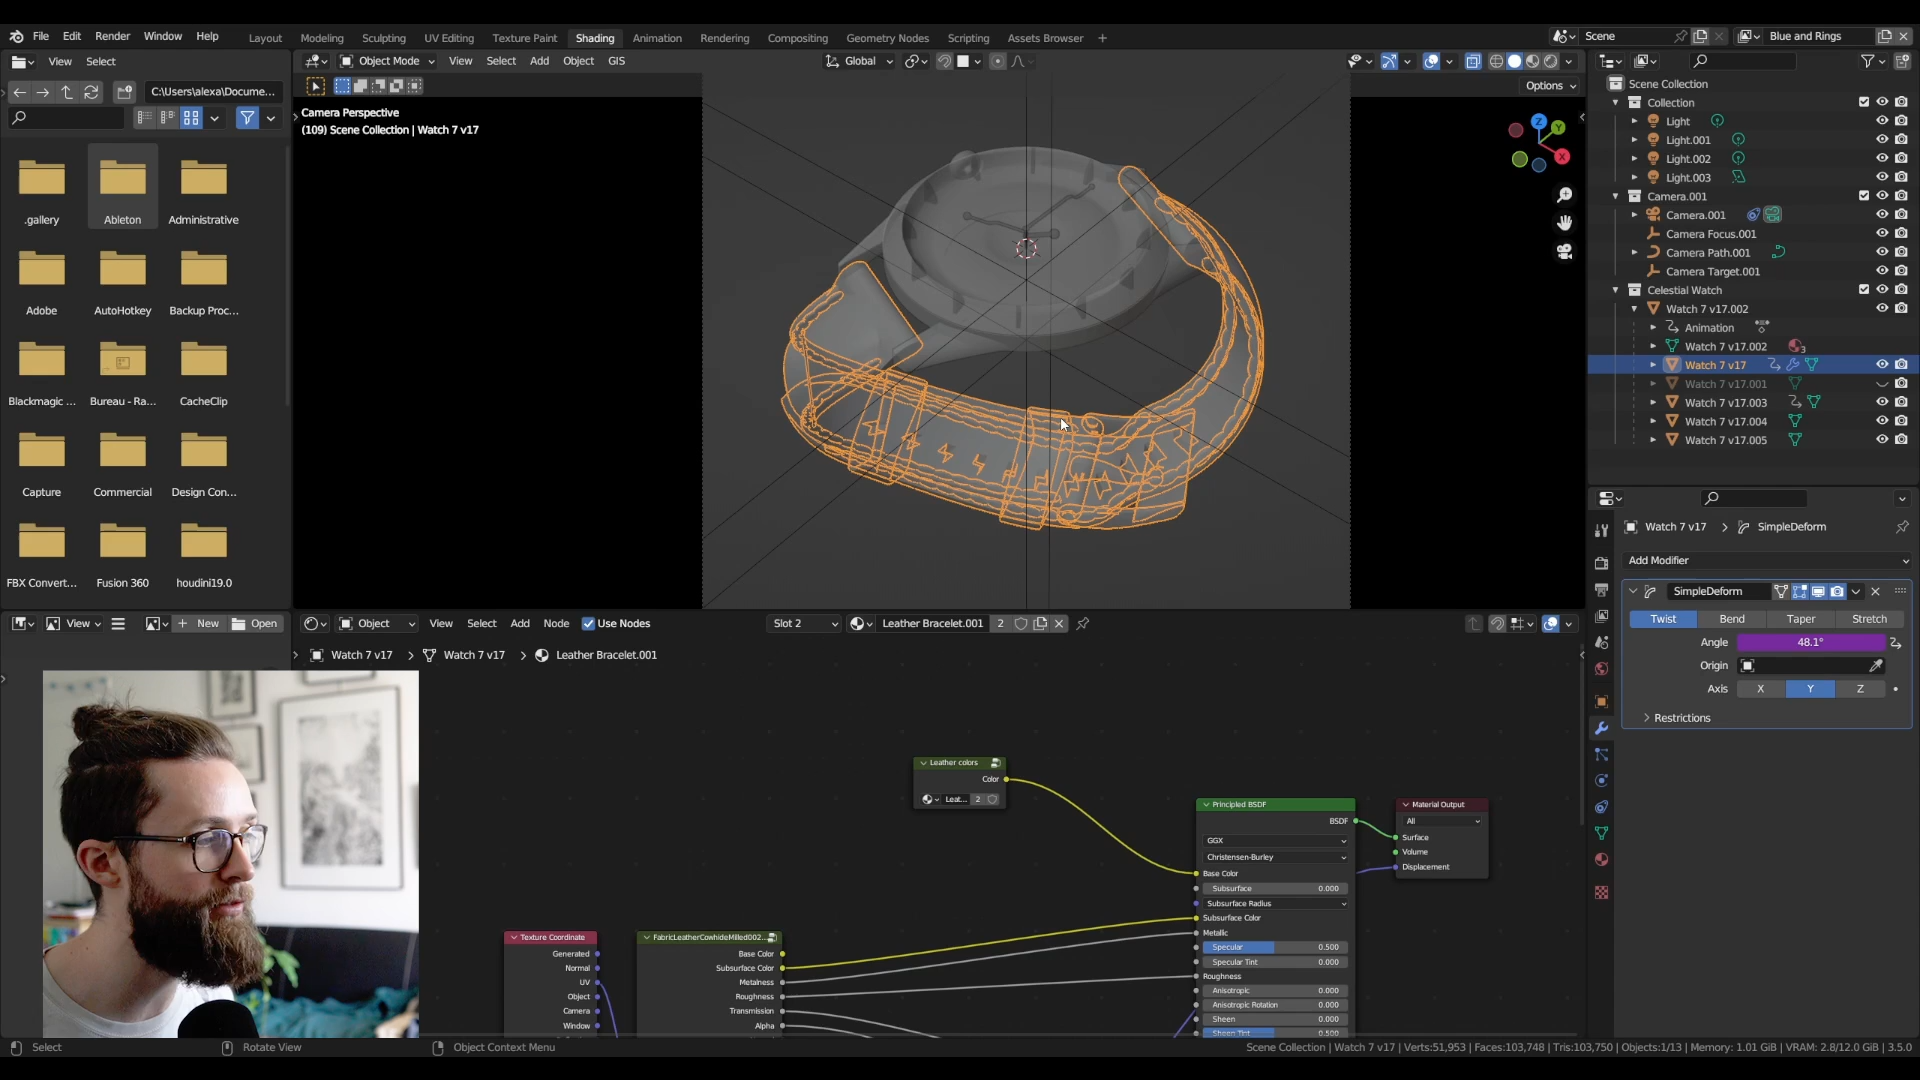 File Edit Render Window Help Layout Modeling Sculpting UV Editing Texture Paint Shading Animation Rendering Compositing Geometry Nodes Scripting Assets Browser + Scene Blue and Rings
View Select
Object Mode View Select Add Object GIS Global
C:\Users\alexa\Docume...
Options
Camera Perspective
(109) Scene Collection | Watch 7 v17
Z
Y
X
.gallery Ableton Administrative
Adobe AutoHotkey Backup Proc...
Blackmagic ... Bureau - Ra... CacheClip
Capture Commercial Design Con...
FBX Convert... Fusion 360 houdini19.0
Scene Collection
Collection
Light
Light.001
Light.002
Light.003
Camera.001
Camera.001
Camera Focus.001
Camera Path.001
Camera Target.001
Celestial Watch
Watch 7 v17.002
Animation
Watch 7 v17.002 3
Watch 7 v17
Watch 7 v17.001
Watch 7 v17.003
Watch 7 v17.004
Watch 7 v17.005
Watch 7 v17 > SimpleDeform
Add Modifier
SimpleDeform
Twist Bend Taper Stretch
Angle 48.1°
Origin
Axis X Y Z
Restrictions
View + New Open
Object View Select Add Node Use Nodes Slot 2 Leather Bracelet.001 2
Watch 7 v17 > Watch 7 v17 > Leather Bracelet.001
Leather colors
Color
Leat... 2
Principled BSDF
BSDF
GGX
Christensen-Burley
Base Color
Subsurface 0.000
Subsurface Radius
Subsurface Color
Metallic
Specular 0.500
Specular Tint 0.000
Roughness
Anisotropic 0.000
Anisotropic Rotation 0.000
Sheen 0.000
Sheen Tint 0.500
Material Output
All
Surface
Volume
Displacement
Texture Coordinate
Generated
Normal
UV
Object
Camera
Window
FabricLeatherCowhideMilled002...
Base Color
Subsurface Color
Metalness
Roughness
Transmission
Alpha
Select Rotate View Object Context Menu
Scene Collection | Watch 7 v17 | Verts:51,953 | Faces:103,748 | Tris:103,750 | Objects:1/13 | Memory: 1.01 GiB | VRAM: 2.8/12.0 GiB | 3.5.0